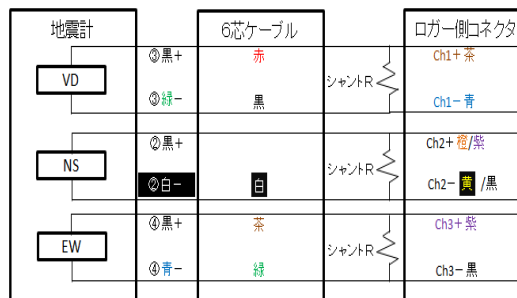 地震計 6芯ケーブル ロガー側コネクタ
③黒+ 赤 Ch1+ 茶
VD シャントR
③緑− 黒 Ch1− 青
②黒+ Ch2+ 橙/紫
NS シャントR
②白− 白 Ch2− 黄 /黒
④黒+ 茶 Ch3+ 紫
EW シャントR
④青− 緑 Ch3− 黒